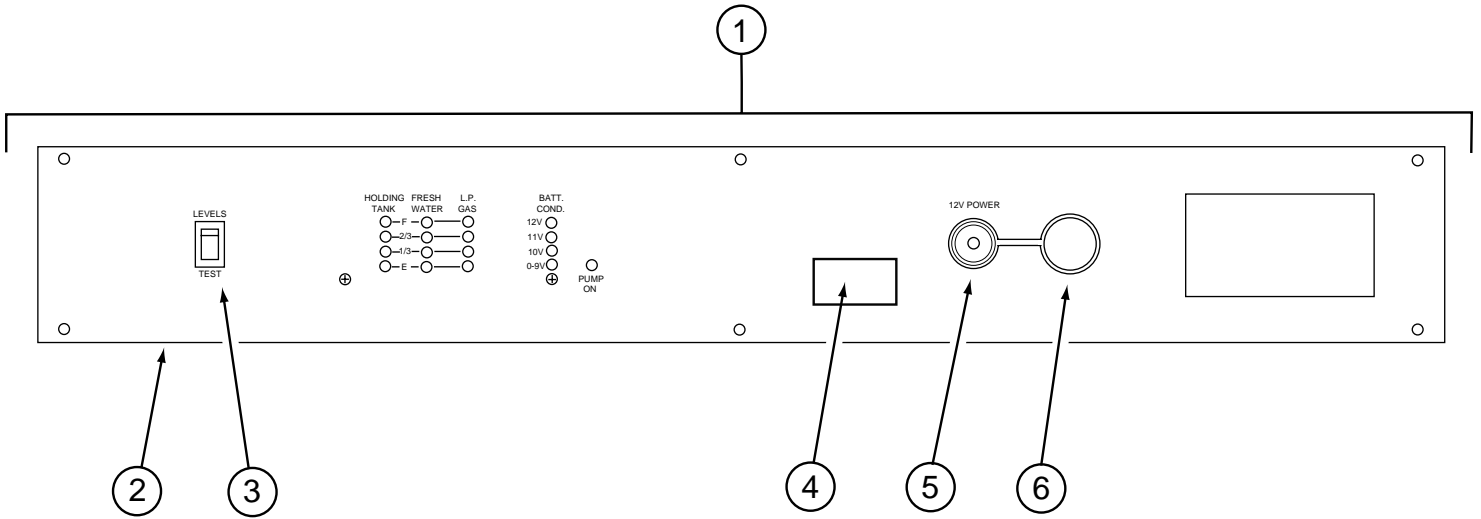 1
LEVELS
TEST
HOLDING TANK
FRESH WATER
L.P. GAS
F
2/3
1/3
E
BATT. COND.
12V
11V
10V
0-9V
PUMP ON
12V POWER
2
3
4
5
6